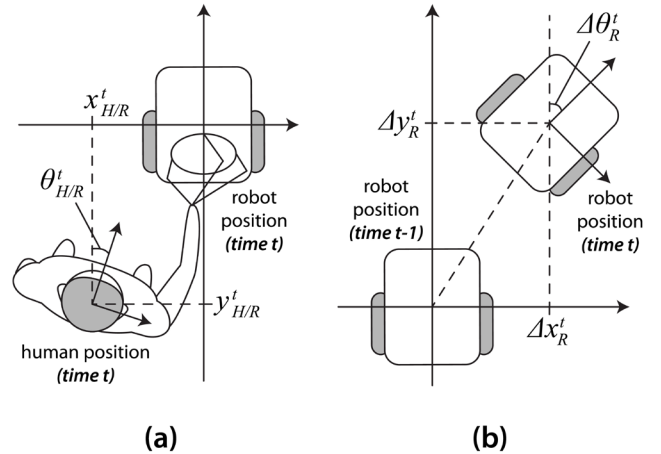 x^t_{H/R}
θ^t_{H/R}
robot
position
(time t)
y^t_{H/R}
human position
(time t)
(a)
Δθ^t_R
Δy^t_R
robot
position
(time t-1)
robot
position
(time t)
Δx^t_R
(b)